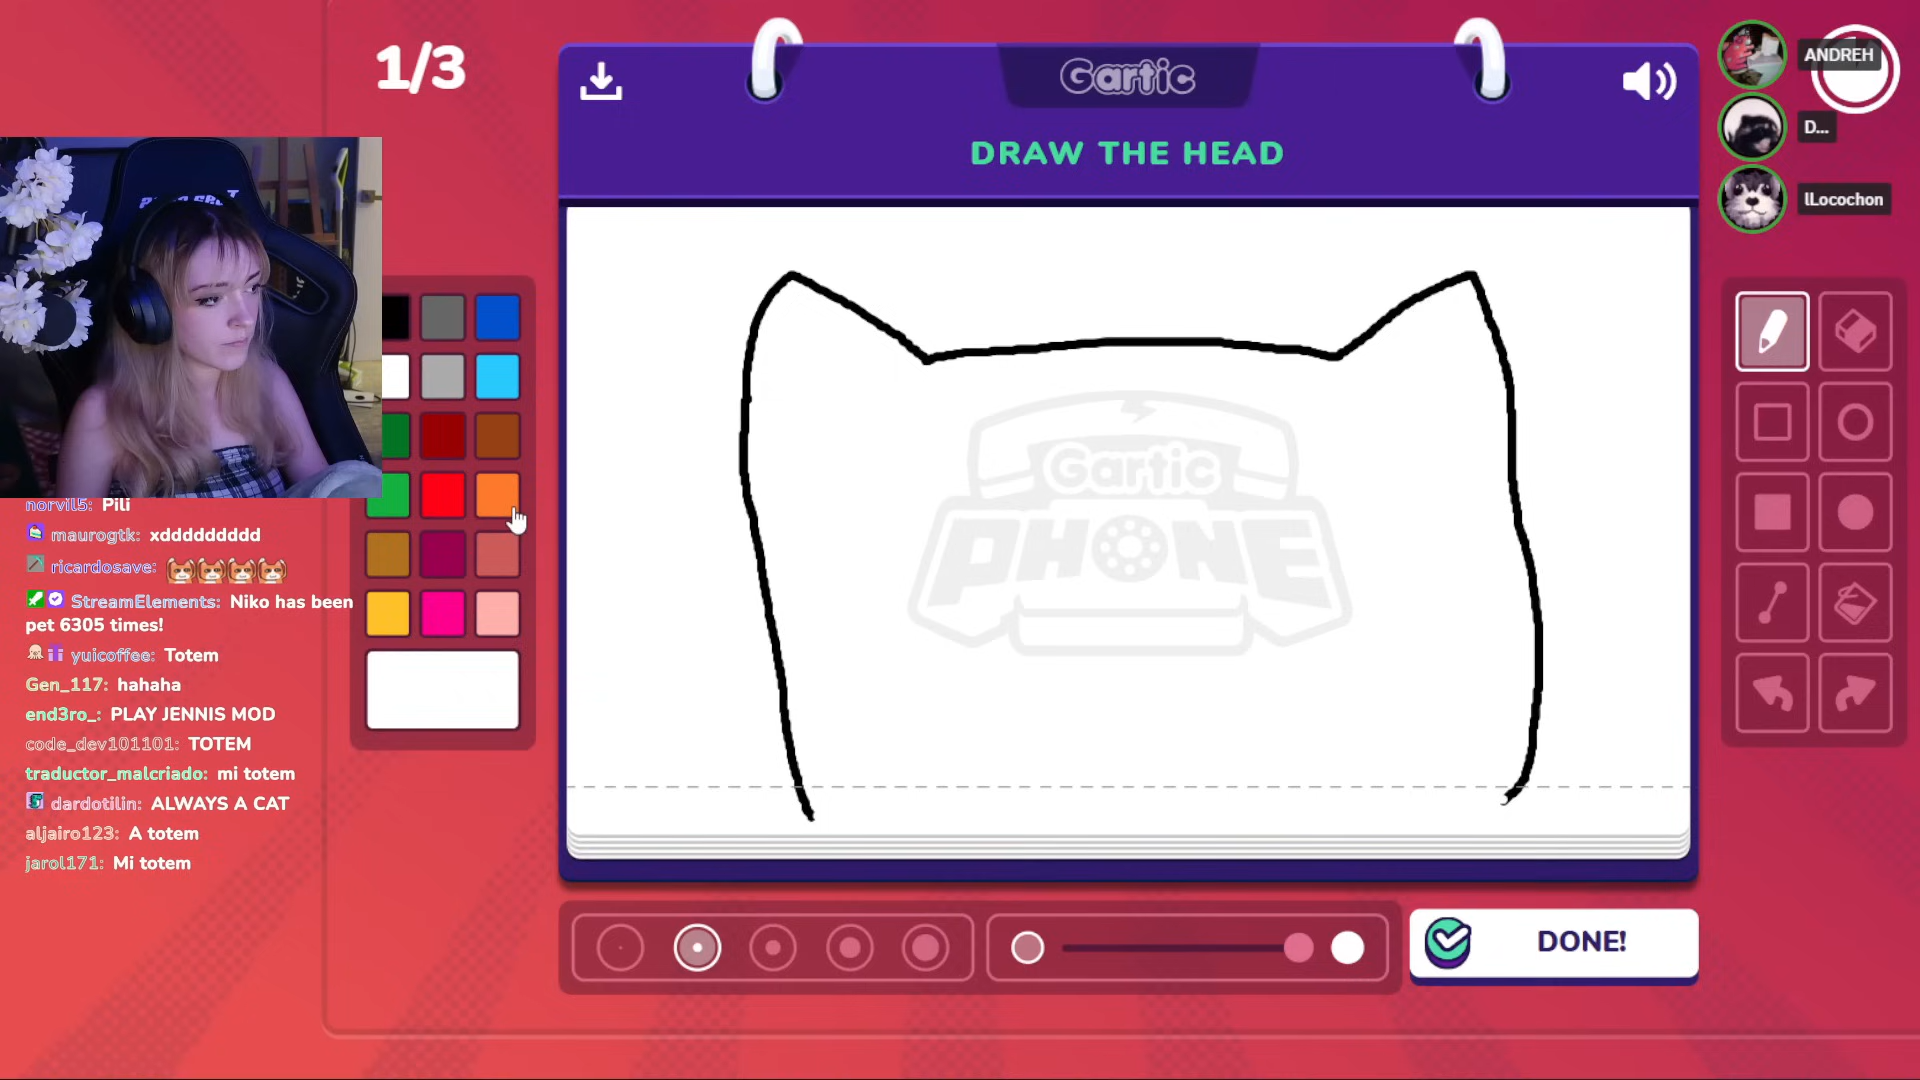 1/3
Gartic
DRAW THE HEAD
ANDREH
D...
lLocochon
Gartic
PHONE
norvil5: Pili
maurogtk: xddddddddd
ricardosave:
StreamElements: Niko has been
pet 6305 times!
yuicoffee: Totem
Gen_117: hahaha
end3ro_: PLAY JENNIS MOD
code_dev101101: TOTEM
traductor_malcriado: mi totem
dardotilin: ALWAYS A CAT
aljairo123: A totem
jarol171: Mi totem
DONE!